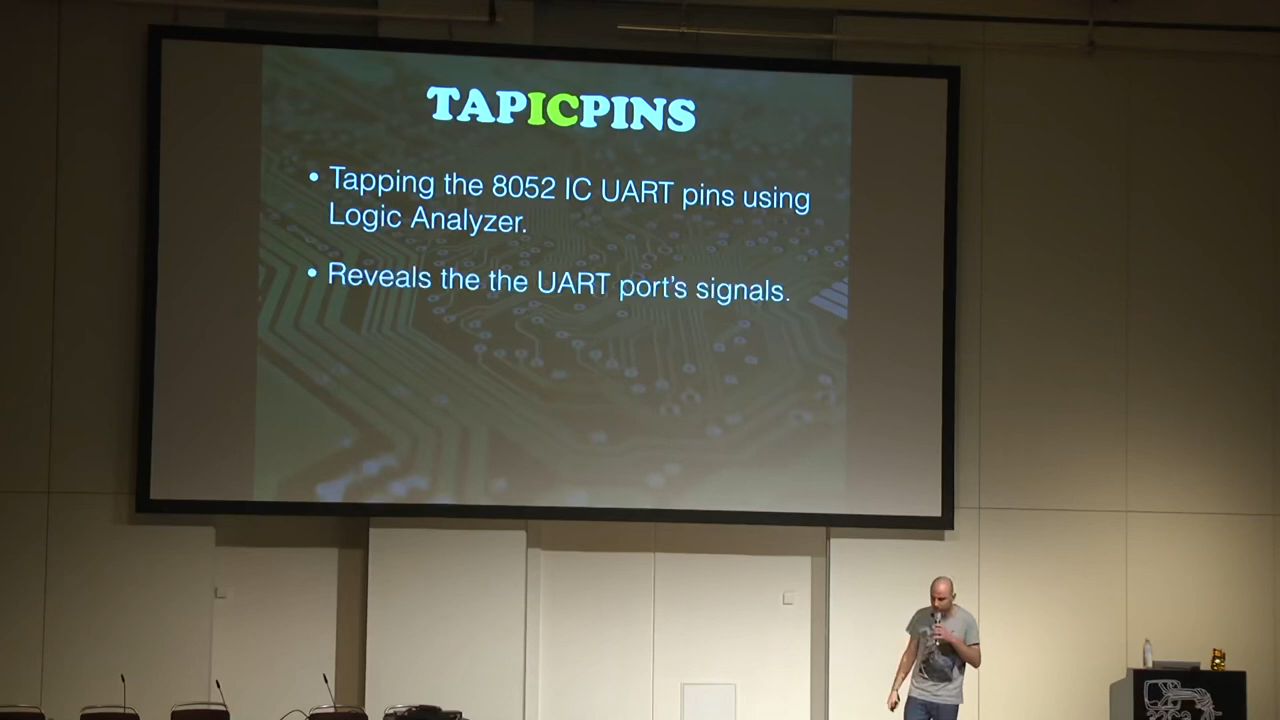 TAPICPINS
• Tapping the 8052 IC UART pins using
Logic Analyzer.
• Reveals the the UART port's signals.